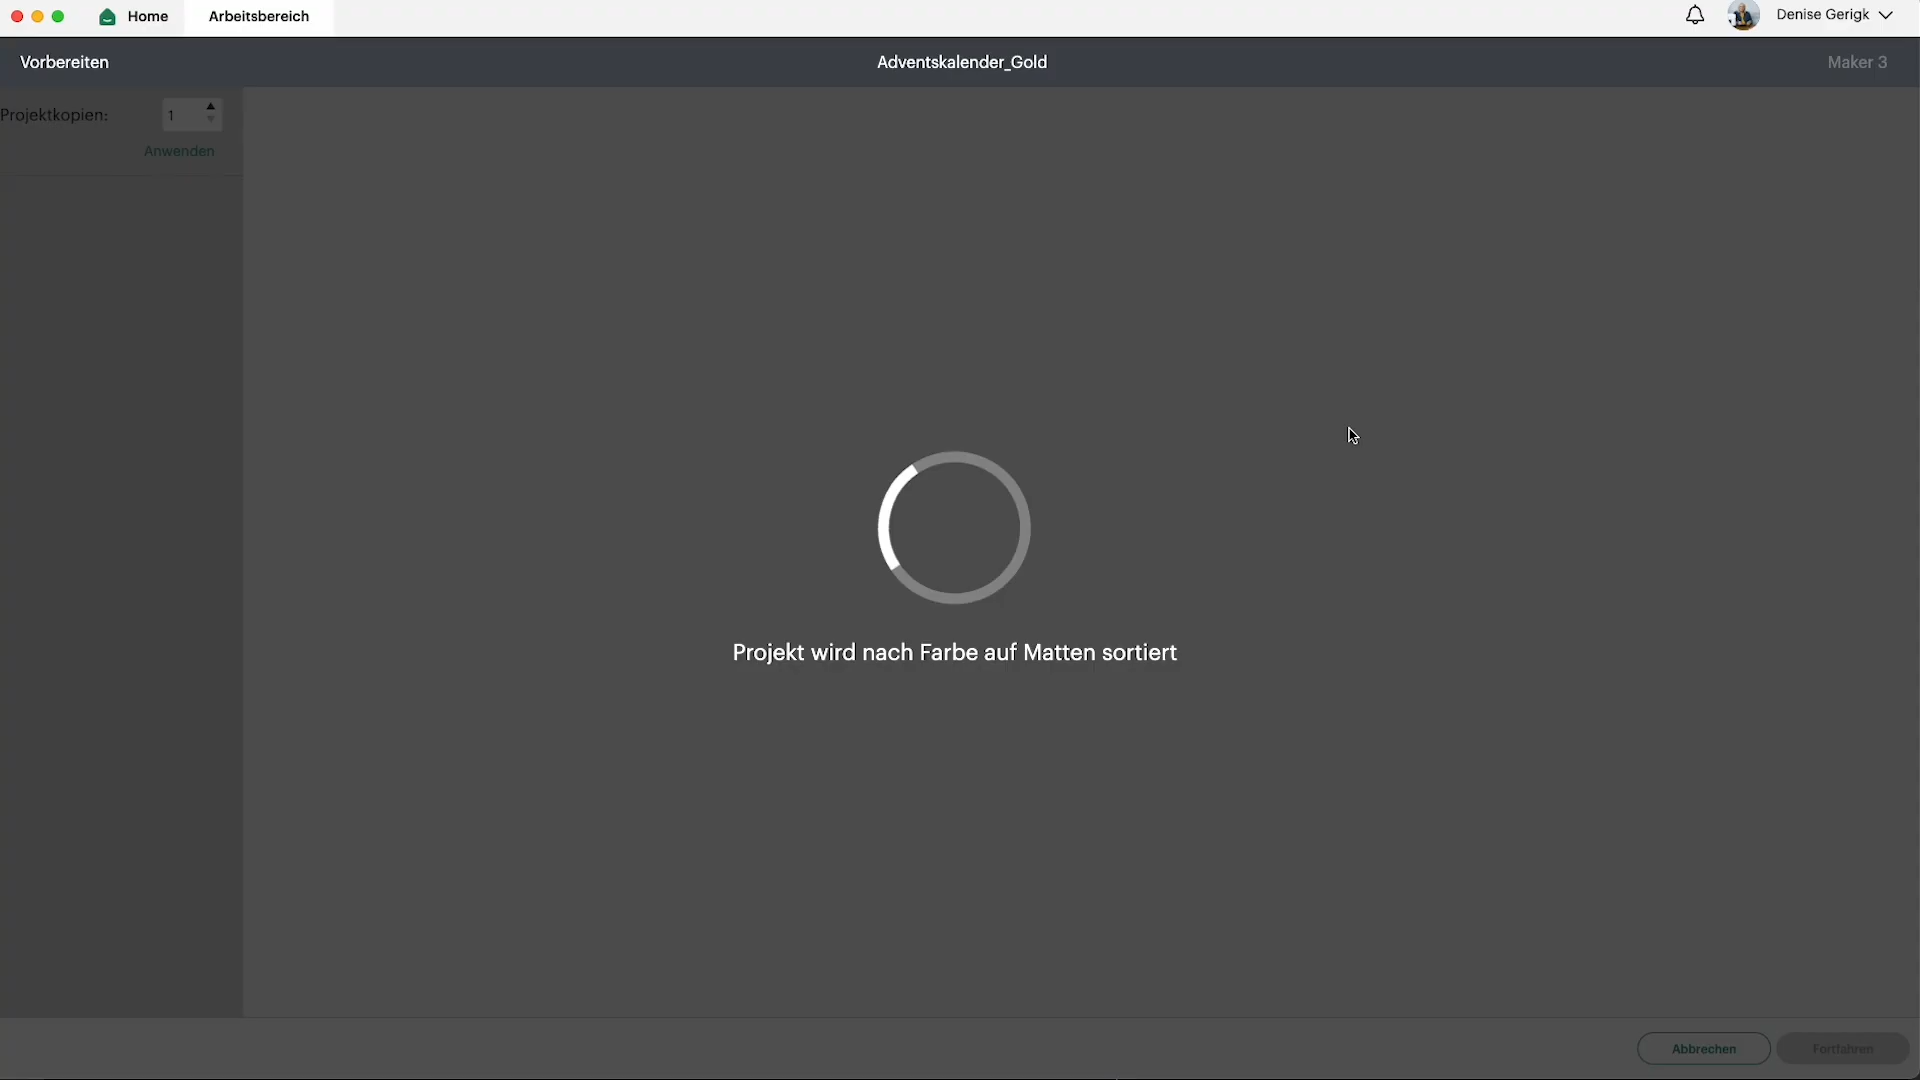 Home
Arbeitsbereich
Denise Gerigk
Vorbereiten
Adventskalender_Gold
Maker 3
Projektkopien:
1
Anwenden
Projekt wird nach Farbe auf Matten sortiert
Abbrechen
Fortfahren